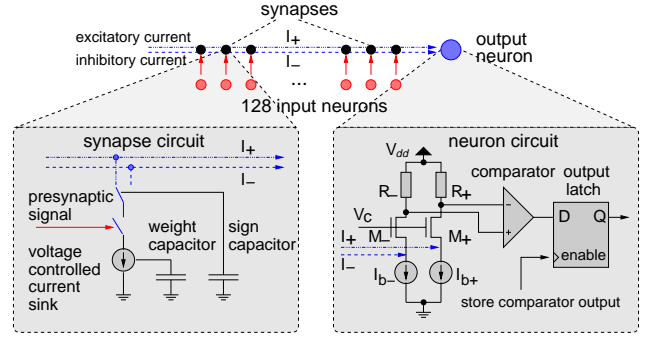 synapses
excitatory current
I+
inhibitory current
I−
output
neuron
...
128 input neurons
synapse circuit
I+
I−
presynaptic
signal
weight
capacitor
sign
capacitor
voltage
controlled
current
sink
neuron circuit
Vdd
comparator
output
latch
R−
R+
−
+
D
Q
VC
I+
M−
M+
I−
enable
Ib−
Ib+
store comparator output